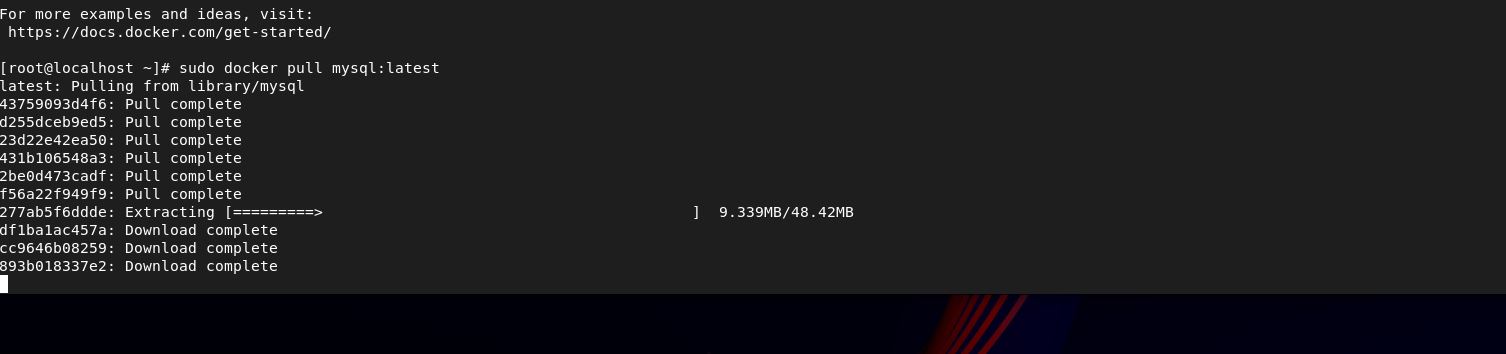 For more examples and ideas, visit:
https://docs.docker.com/get-started/
[root@localhost ~]# sudo docker pull mysql:latest
latest: Pulling from library/mysql
43759093d4f6: Pull complete
d255dceb9ed5: Pull complete
23d22e42ea50: Pull complete
431b106548a3: Pull complete
2be0d473cadf: Pull complete
f56a22f949f9: Pull complete
277ab5f6ddde: Extracting [=========>                                         ]  9.339MB/48.42MB
df1ba1ac457a: Download complete
cc9646b08259: Download complete
893b018337e2: Download complete